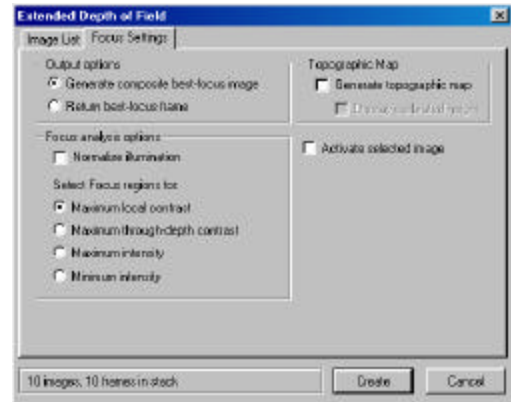 Extended Depth of Field
Image List
Focus Settings
Output options
Generate composite best-focus image
Return best-focus frame
Focus analysis options
Normalize illumination
Select Focus regions for:
Maximum local contrast
Maximum through-depth contrast
Maximum intensity
Minimum intensity
Topographic Map
Generate topographic map
Activate selected image
10 images, 10 frames in stack
Create
Cancel